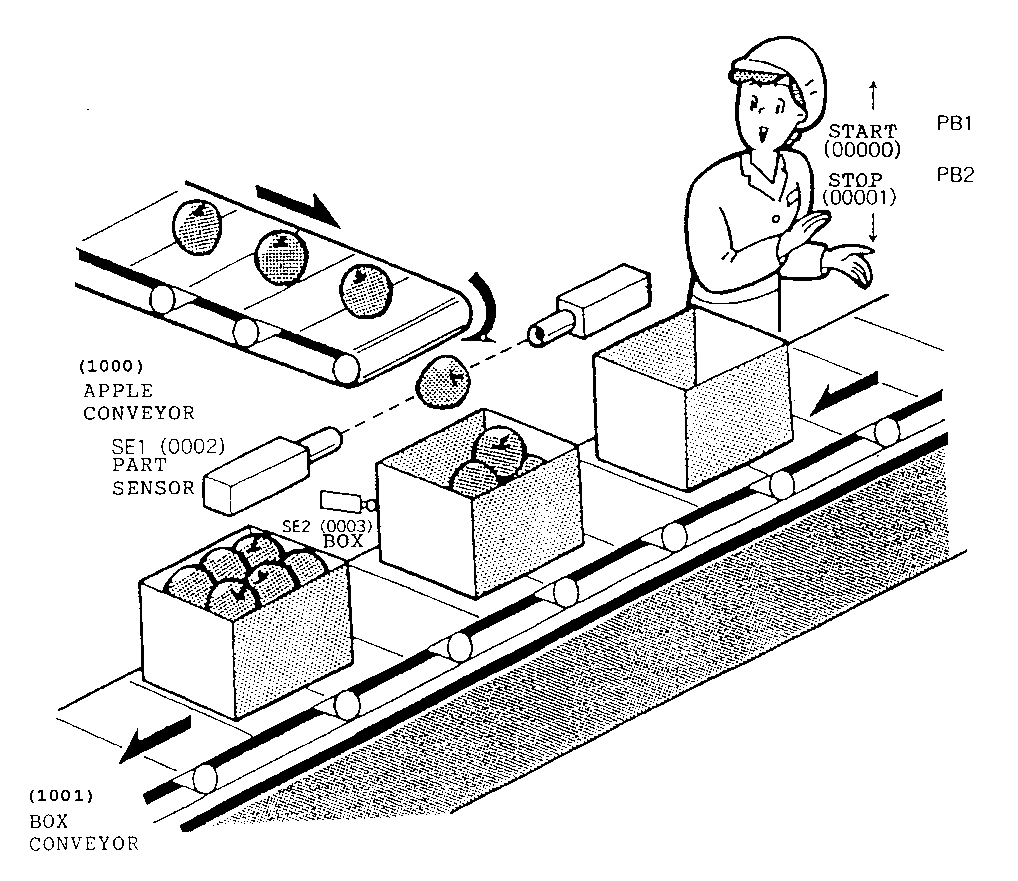 START
(00000)
PB1
STOP
(00001)
PB2
(1000)
APPLE
CONVEYOR
SE1 (0002)
PART
SENSOR
SE2 (0003)
BOX
(1001)
BOX
CONVEYOR